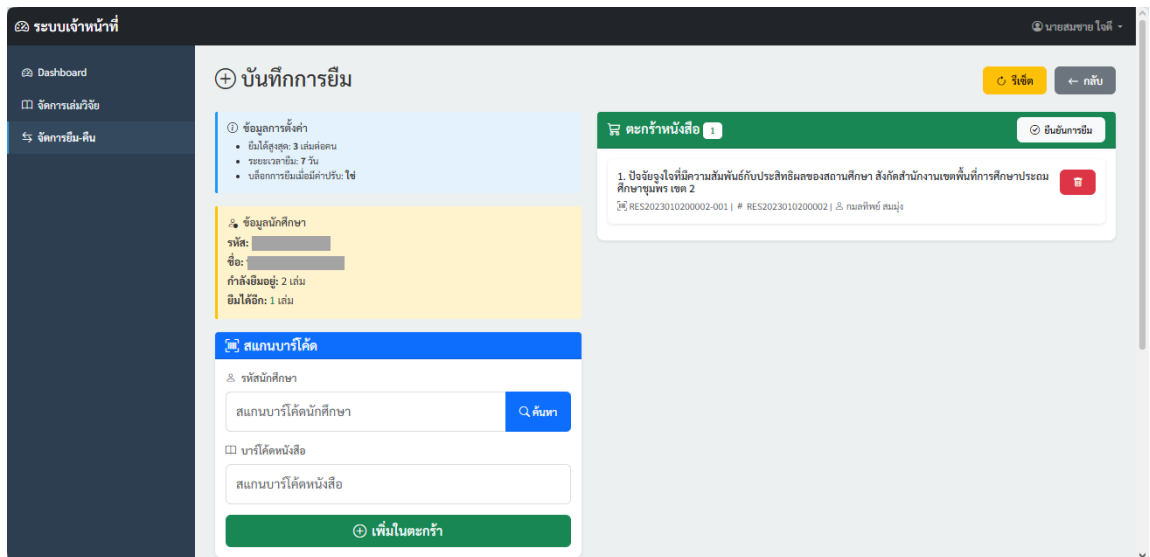 ระบบเจ้าหน้าที่
นายสมชาย ใจดี
Dashboard
จัดการเล่มวิจัย
จัดการยืม-คืน
บันทึกการยืม
รีเซ็ต
กลับ
ข้อมูลการตั้งค่า
ยืมได้สูงสุด: 3 เล่มต่อคน
ระยะเวลายืม: 7 วัน
บล็อกการยืมเมื่อมีค่าปรับ: ใช่
ข้อมูลนักศึกษา
รหัส:
ชื่อ:
กำลังยืมอยู่: 2 เล่ม
ยืมได้อีก: 1 เล่ม
สแกนบาร์โค้ด
รหัสนักศึกษา
สแกนบาร์โค้ดนักศึกษา
ค้นหา
บาร์โค้ดหนังสือ
สแกนบาร์โค้ดหนังสือ
เพิ่มในตะกร้า
ตะกร้าหนังสือ 1
ยืนยันการยืม
1. ปัจจัยจูงใจที่มีความสัมพันธ์กับประสิทธิผลของสถานศึกษา สังกัดสำนักงานเขตพื้นที่การศึกษาประถม
ศึกษาชุมพร เขต 2
RES2023010200002-001 | # RES2023010200002 | กมลทิพย์ สมมุ่ง